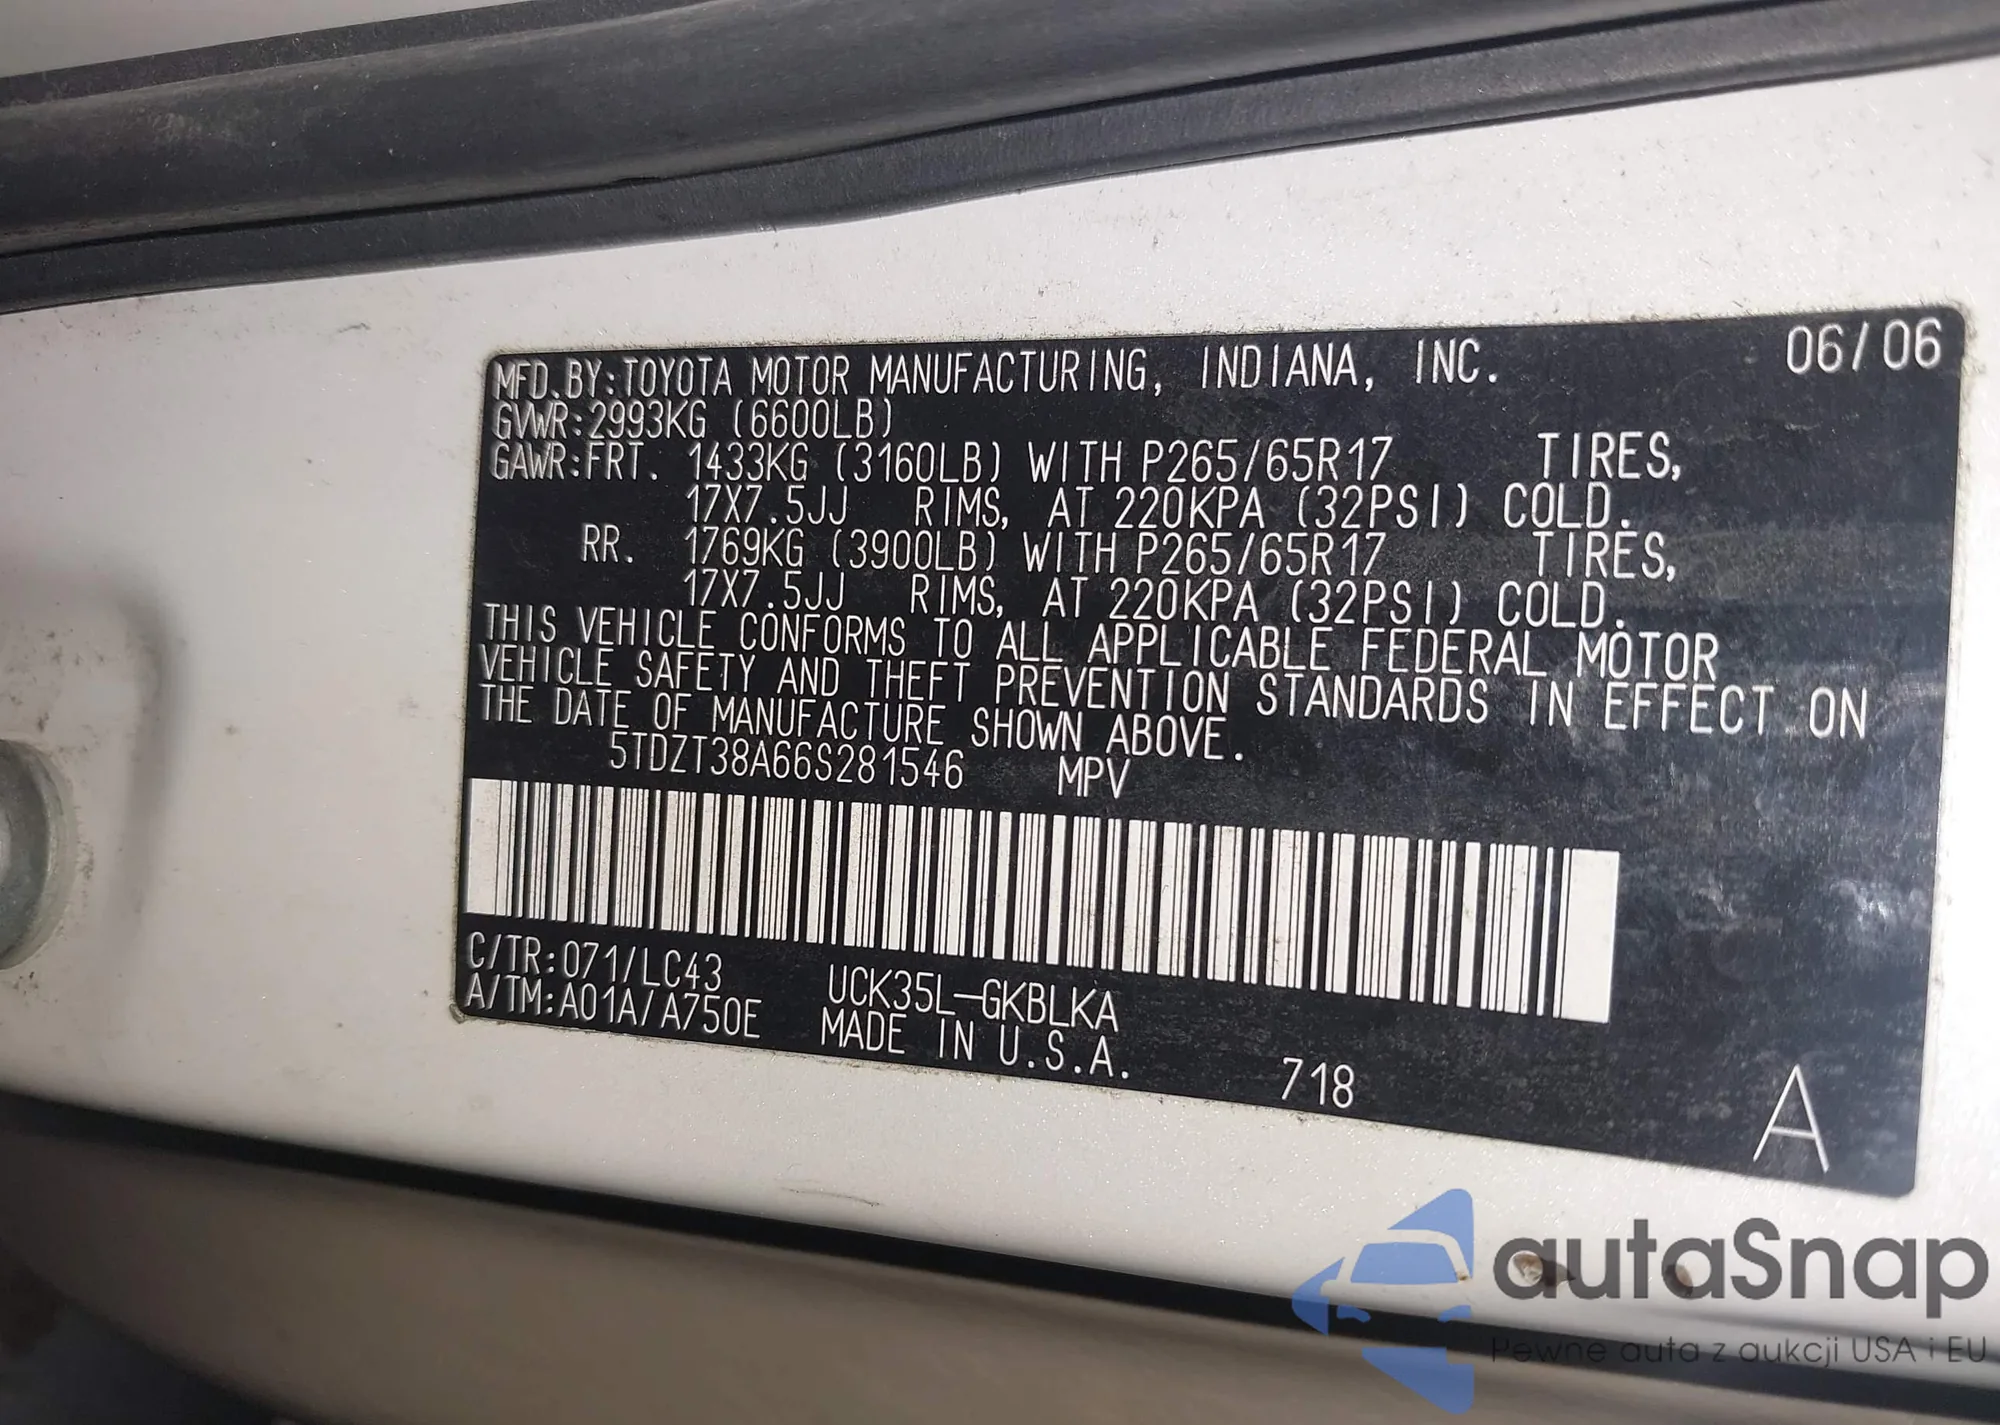 MFD.BY:TOYOTA MOTOR MANUFACTURING, INDIANA, INC. 06/06
GVWR:2993KG (6600LB)
GAWR:FRT. 1433KG (3160LB) WITH P265/65R17 TIRES,
17X7.5JJ RIMS, AT 220KPA (32PSI) COLD.
RR. 1769KG (3900LB) WITH P265/65R17 TIRES,
17X7.5JJ RIMS, AT 220KPA (32PSI) COLD.
THIS VEHICLE CONFORMS TO ALL APPLICABLE FEDERAL MOTOR
VEHICLE SAFETY AND THEFT PREVENTION STANDARDS IN EFFECT ON
THE DATE OF MANUFACTURE SHOWN ABOVE.
5TDZT38A66S281546 MPV
C/TR:071/LC43 UCK35L-GKBLKA
A/TM:A01A/A750E MADE IN U.S.A. 718 A
autaSnap
Pewne auta z aukcji USA i EU